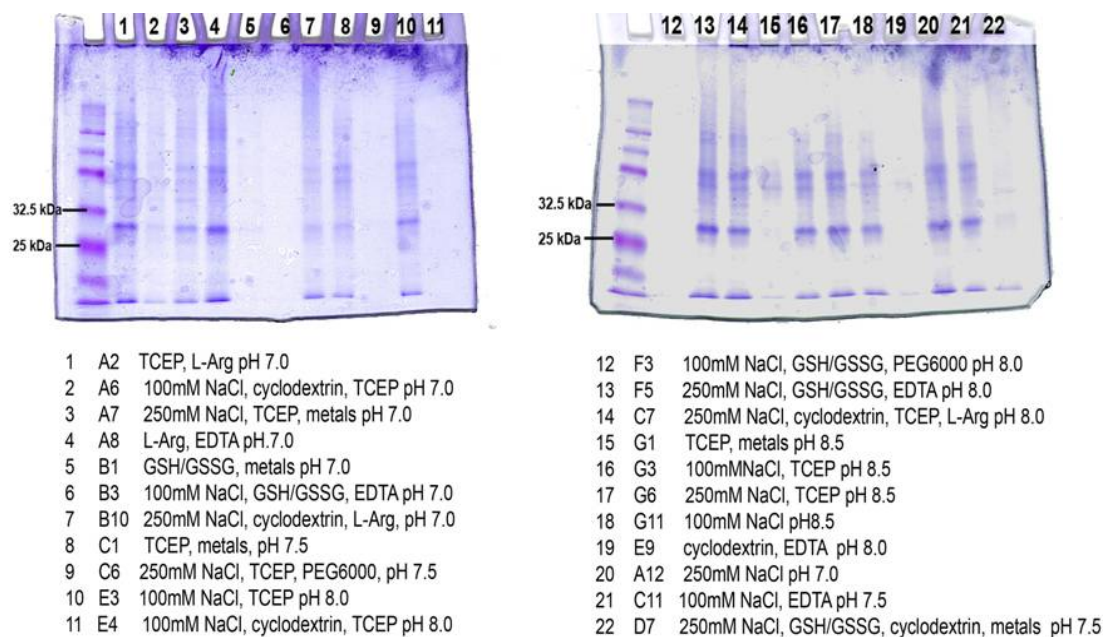 1 2 3 4 5 6 7 8 9 10 11
12 13 14 15 16 17 18 19 20 21 22
32.5 kDa
25 kDa
32.5 kDa
25 kDa
1 A2 TCEP, L-Arg pH 7.0
2 A6 100mM NaCl, cyclodextrin, TCEP pH 7.0
3 A7 250mM NaCl, TCEP, metals pH 7.0
4 A8 L-Arg, EDTA pH.7.0
5 B1 GSH/GSSG, metals pH 7.0
6 B3 100mM NaCl, GSH/GSSG, EDTA pH 7.0
7 B10 250mM NaCl, cyclodextrin, L-Arg, pH 7.0
8 C1 TCEP, metals, pH 7.5
9 C6 250mM NaCl, TCEP, PEG6000, pH 7.5
10 E3 100mM NaCl, TCEP pH 8.0
11 E4 100mM NaCl, cyclodextrin, TCEP pH 8.0
12 F3 100mM NaCl, GSH/GSSG, PEG6000 pH 8.0
13 F5 250mM NaCl, GSH/GSSG, EDTA pH 8.0
14 C7 250mM NaCl, cyclodextrin, TCEP, L-Arg pH 8.0
15 G1 TCEP, metals pH 8.5
16 G3 100mMNaCl, TCEP pH 8.5
17 G6 250mM NaCl, TCEP pH 8.5
18 G11 100mM NaCl pH8.5
19 E9 cyclodextrin, EDTA pH 8.0
20 A12 250mM NaCl pH 7.0
21 C11 100mM NaCl, EDTA pH 7.5
22 D7 250mM NaCl, GSH/GSSG, cyclodextrin, metals pH 7.5